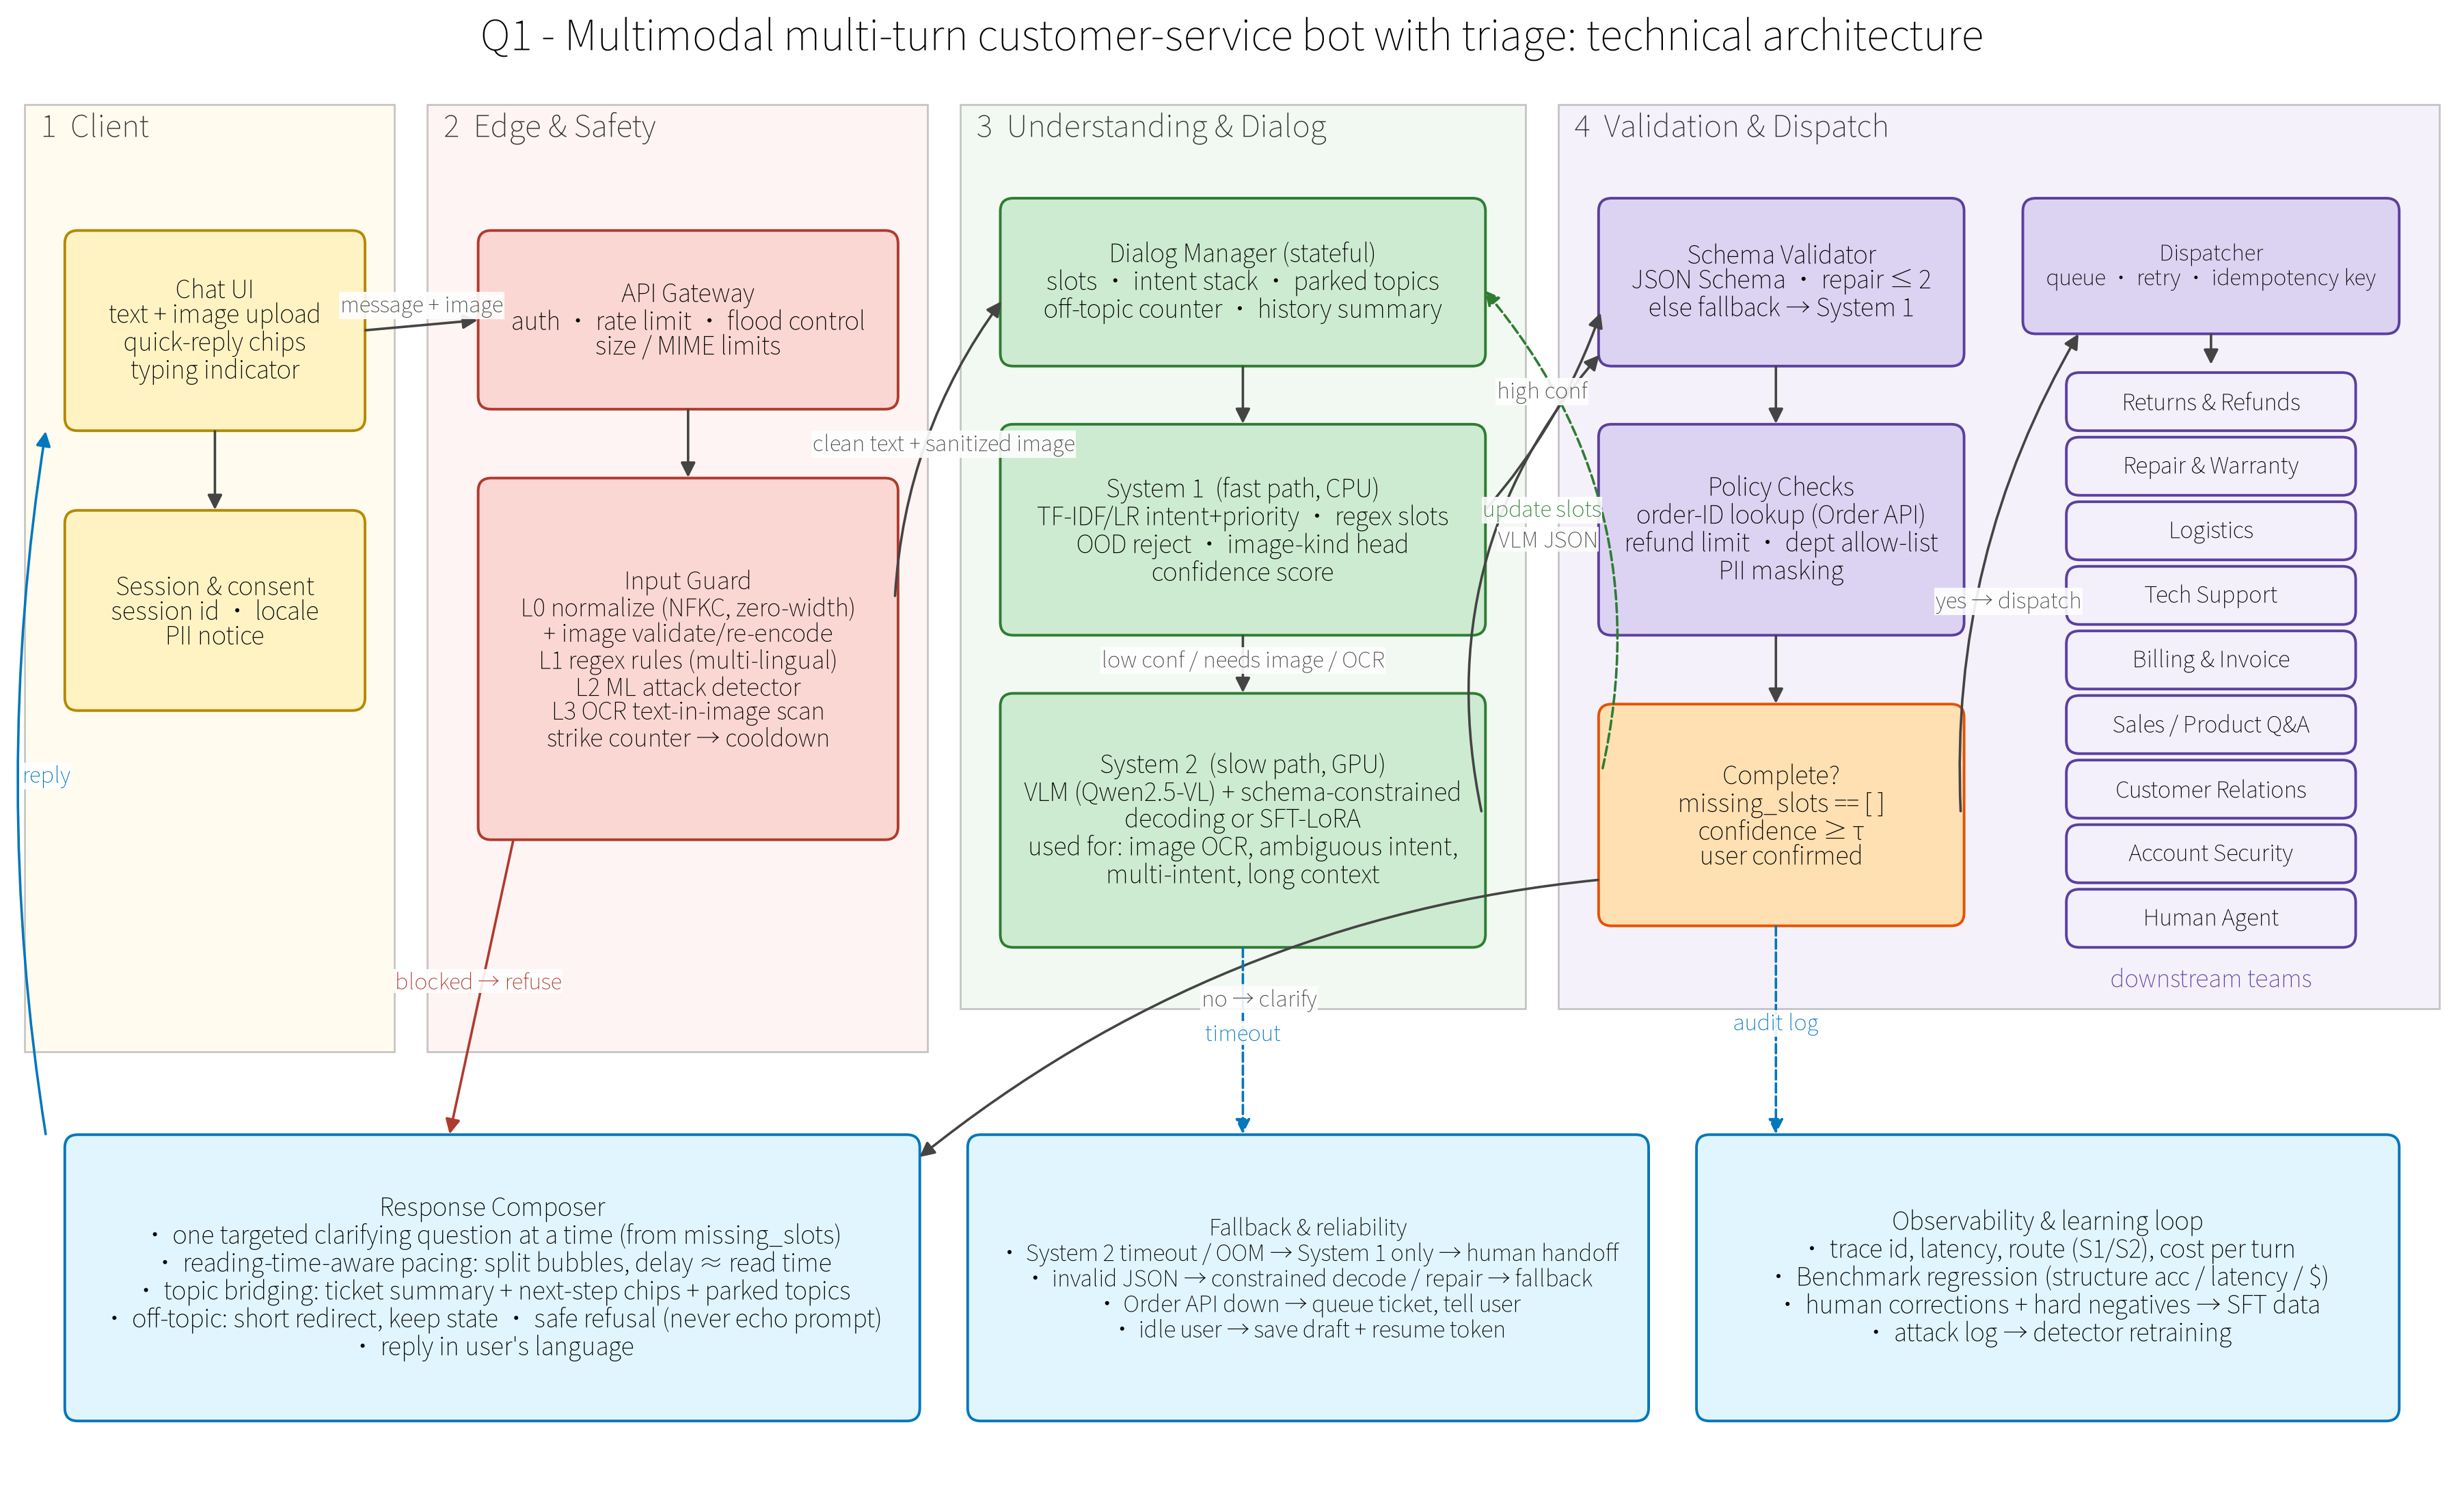 Q1 - Multimodal multi-turn customer-service bot with triage: technical architecture
1 Client
Chat UI
text + image upload
quick-reply chips
typing indicator
message + image
Session & consent
session id • locale
PII notice
reply
2 Edge & Safety
API Gateway
auth • rate limit • flood control
size / MIME limits
Input Guard
L0 normalize (NFKC, zero-width)
+ image validate/re-encode
L1 regex rules (multi-lingual)
L2 ML attack detector
L3 OCR text-in-image scan
strike counter → cooldown
clean text + sanitized image
blocked → refuse
3 Understanding & Dialog
Dialog Manager (stateful)
slots • intent stack • parked topics
off-topic counter • history summary
System 1 (fast path, CPU)
TF-IDF/LR intent+priority • regex slots
OOD reject • image-kind head
confidence score
low conf / needs image / OCR
System 2 (slow path, GPU)
VLM (Qwen2.5-VL) + schema-constrained
decoding or SFT-LoRA
used for: image OCR, ambiguous intent,
multi-intent, long context
high conf
update slots
VLM JSON
no → clarify
timeout
4 Validation & Dispatch
Schema Validator
JSON Schema • repair ≤ 2
else fallback → System 1
Policy Checks
order-ID lookup (Order API)
refund limit • dept allow-list
PII masking
Complete?
missing_slots == [ ]
confidence ≥ τ
user confirmed
yes → dispatch
audit log
Dispatcher
queue • retry • idempotency key
Returns & Refunds
Repair & Warranty
Logistics
Tech Support
Billing & Invoice
Sales / Product Q&A
Customer Relations
Account Security
Human Agent
downstream teams
Response Composer
• one targeted clarifying question at a time (from missing_slots)
• reading-time-aware pacing: split bubbles, delay ≈ read time
• topic bridging: ticket summary + next-step chips + parked topics
• off-topic: short redirect, keep state • safe refusal (never echo prompt)
• reply in user's language
Fallback & reliability
• System 2 timeout / OOM → System 1 only → human handoff
• invalid JSON → constrained decode / repair → fallback
• Order API down → queue ticket, tell user
• idle user → save draft + resume token
Observability & learning loop
• trace id, latency, route (S1/S2), cost per turn
• Benchmark regression (structure acc / latency / $)
• human corrections + hard negatives → SFT data
• attack log → detector retraining